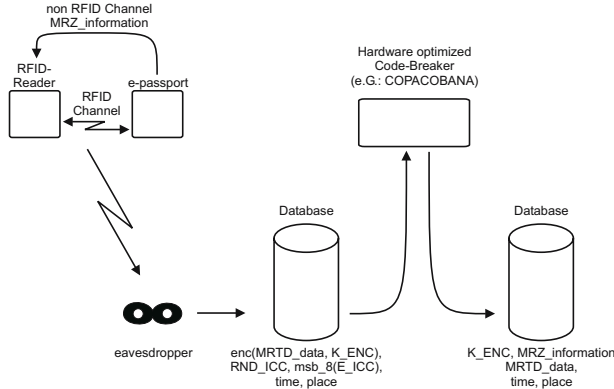 non RFID Channel
MRZ_information
RFID-
Reader
e-passport
RFID
Channel
Hardware optimized
Code-Breaker
(e.G.: COPACOBANA)
Database
Database
eavesdropper
enc(MRTD_data, K_ENC),
RND_ICC, msb_8(E_ICC),
time, place
K_ENC, MRZ_information
MRTD_data,
time, place